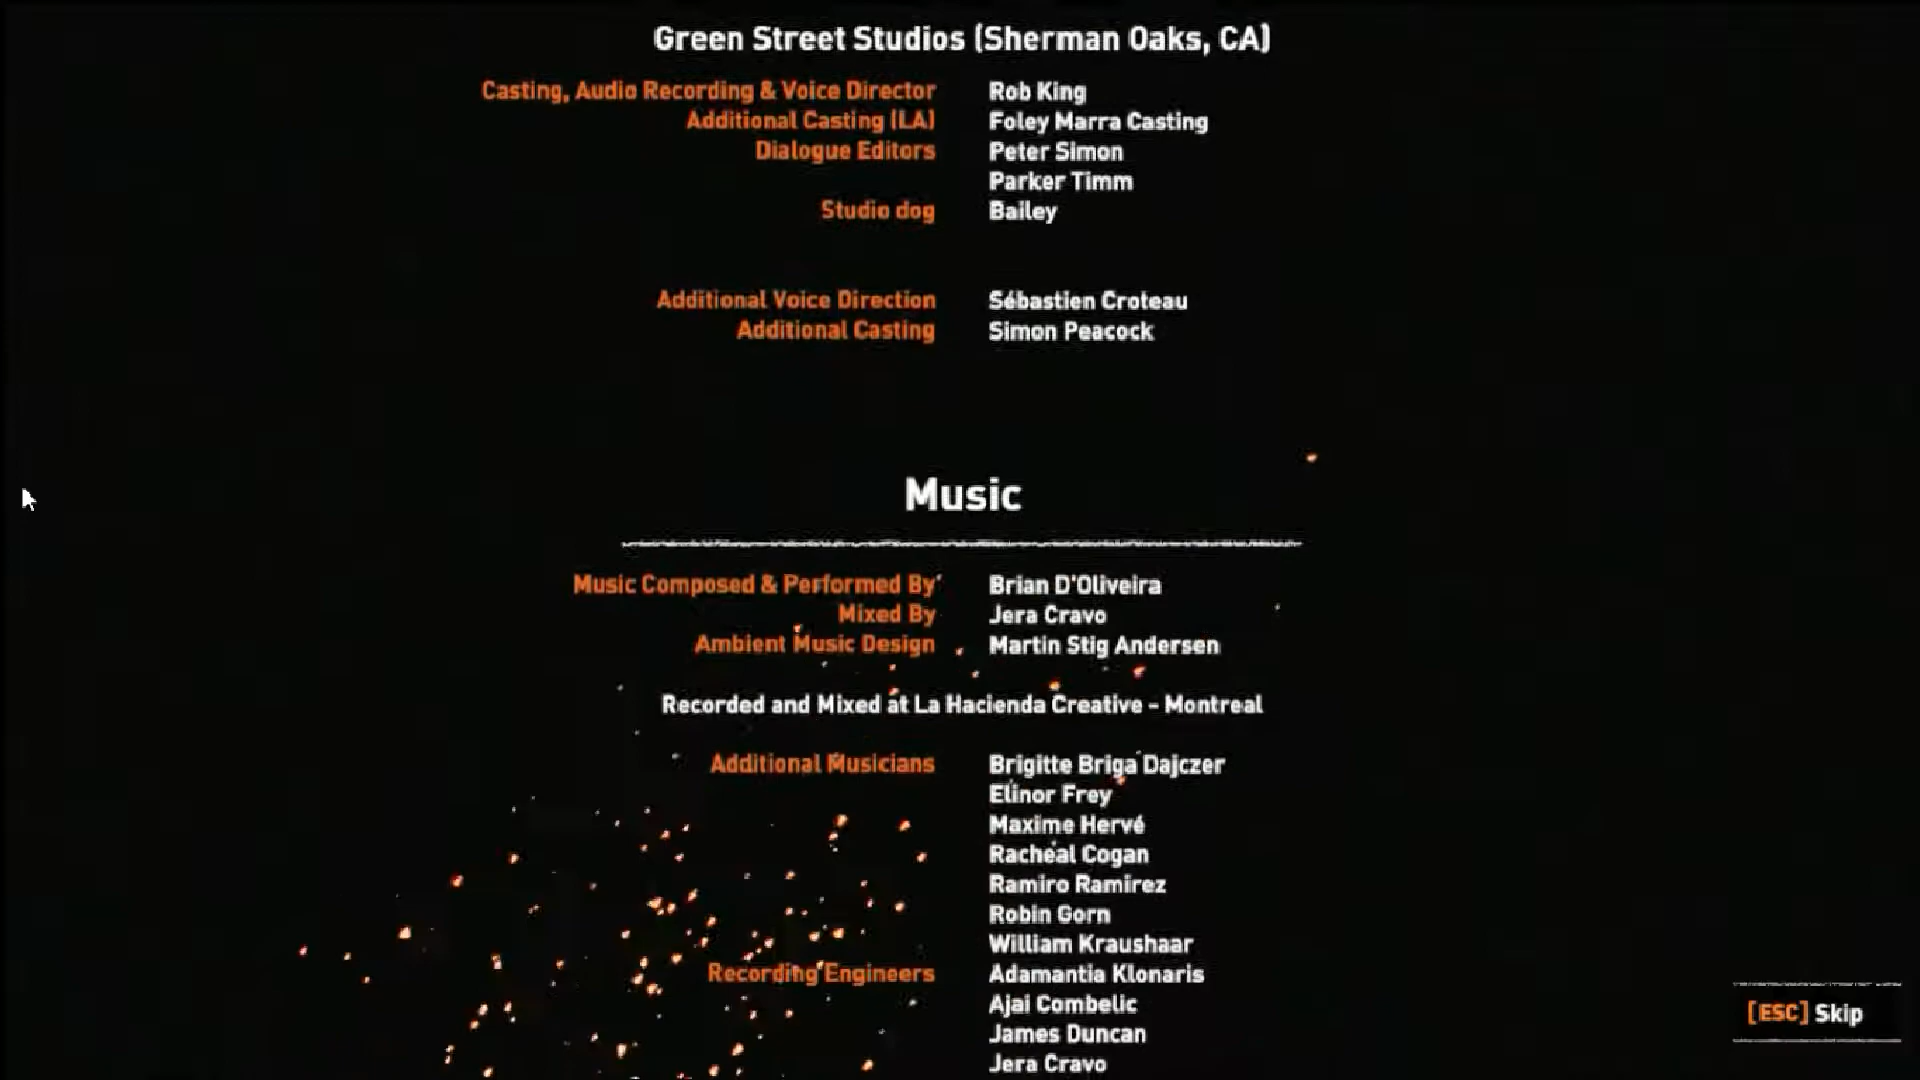 Green Street Studios (Sherman Oaks, CA)
Casting, Audio Recording & Voice Director Rob King
Additional Casting (LA) Foley Marra Casting
Dialogue Editors Peter Simon
Parker Timm
Studio dog Bailey
Additional Voice Direction Sébastien Croteau
Additional Casting Simon Peacock
Music
Music Composed & Performed By Brian D'Oliveira
Mixed By Jera Cravo
Ambient Music Design Martin Stig Andersen
Recorded and Mixed at La Hacienda Creative - Montreal
Additional Musicians Brigitte Briga Dajczer
Elinor Frey
Maxime Hervé
Racheal Cogan
Ramiro Ramirez
Robin Gorn
William Kraushaar
Recording Engineers Adamantia Klonaris
Ajai Combelic
James Duncan
Jera Cravo
[ESC] Skip